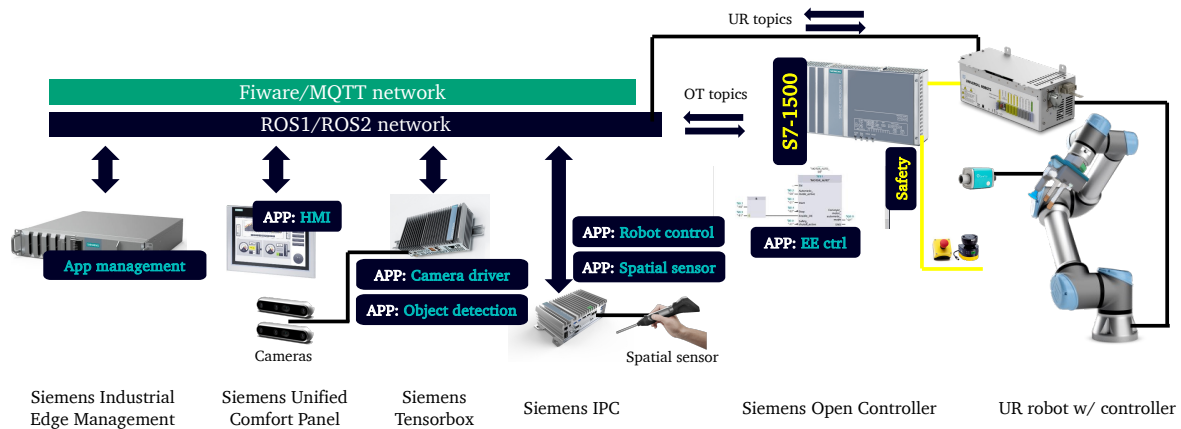 UR topics
Fiware/MQTT network
ROS1/ROS2 network
OT topics
S7-1500
Safety
App management
APP: HMI
APP: Camera driver
APP: Object detection
APP: Robot control
APP: Spatial sensor
APP: EE ctrl
Cameras
Spatial sensor
Siemens Industrial
Edge Management
Siemens Unified
Comfort Panel
Siemens
Tensorbox
Siemens IPC
Siemens Open Controller
UR robot w/ controller